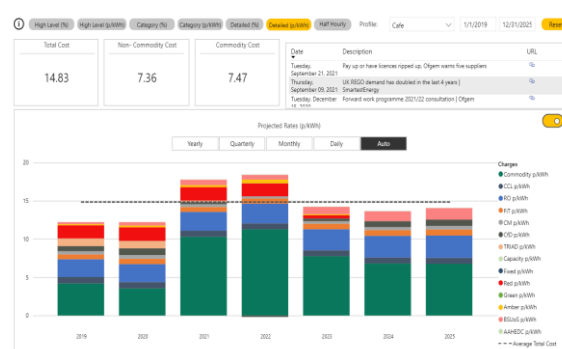 High Level (%) High Level (p/kWh) Category (%) Category (p/kWh) Detailed (%) Detailed (p/kWh) Half Hourly Profile: Cafe 1/1/2019 12/31/2025 Reset
Total Cost Non- Commodity Cost Commodity Cost
14.83 7.36 7.47
Date Description URL
Tuesday, September 21, 2021 Pay up or have licences ripped up, Ofgem warns five suppliers
Thursday, September 09, 2021 UK REGO demand has doubled in the last 4 years | SmartestEnergy
Tuesday, December 15, 2020 Forward work programme 2021/22 consultation | Ofgem
Projected Rates (p/kWh)
Yearly Quarterly Monthly Daily Auto
20
15
10
5
0
2019 2020 2021 2022 2023 2024 2025
Charges
Commodity p/kWh
CCL p/kWh
RO p/kWh
FiT p/kWh
CM p/kWh
CfD p/kWh
TRIAD p/kWh
Capacity p/kWh
Fixed p/kWh
Red p/kWh
Green p/kWh
Amber p/kWh
BSUoS p/kWh
AAHEDC p/kWh
Average Total Cost